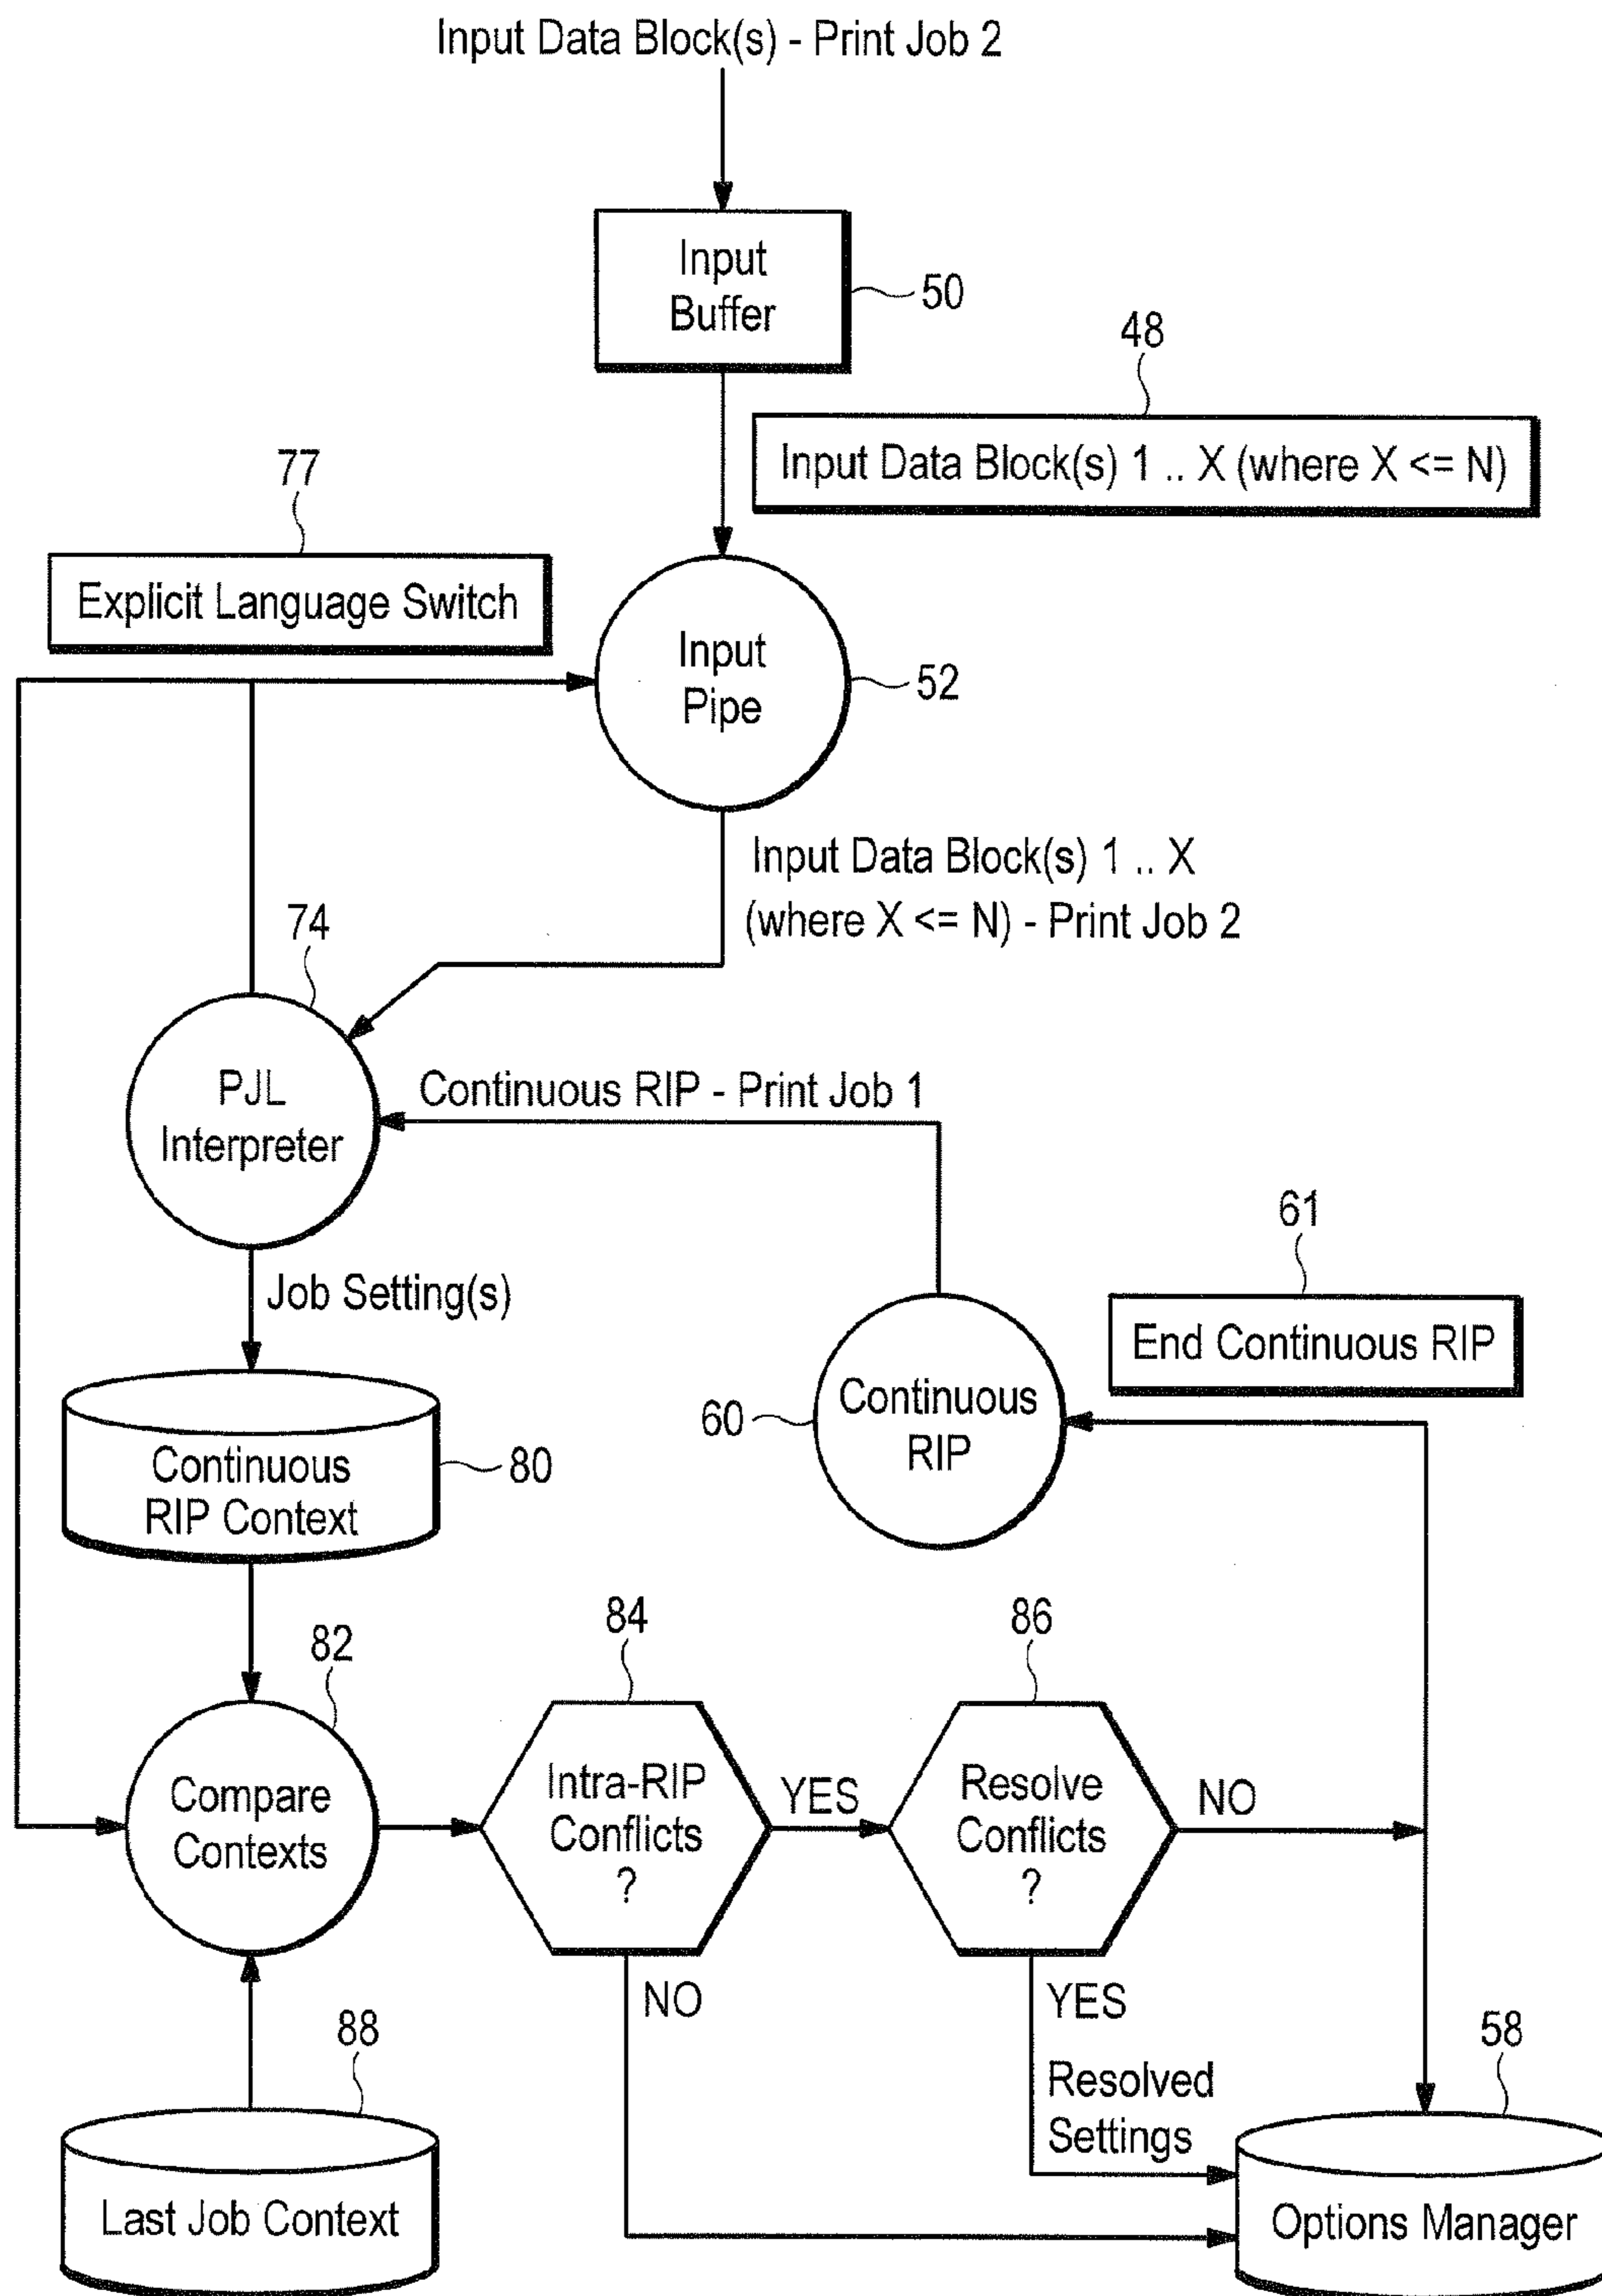 Input Data Block(s) - Print Job 2
Input
Buffer
50
48
Input Data Block(s) 1 .. X (where X <= N)
77
Explicit Language Switch
Input
Pipe
52
Input Data Block(s) 1 .. X
(where X <= N) - Print Job 2
74
PJL
Interpreter
Continuous RIP - Print Job 1
61
Job Setting(s)
End Continuous RIP
60
Continuous
RIP
Continuous
RIP Context
80
82
84
86
Compare
Contexts
Intra-RIP
Conflicts
?
YES
Resolve
Conflicts
?
NO
NO
YES
88
58
Resolved
Settings
Last Job Context
Options Manager